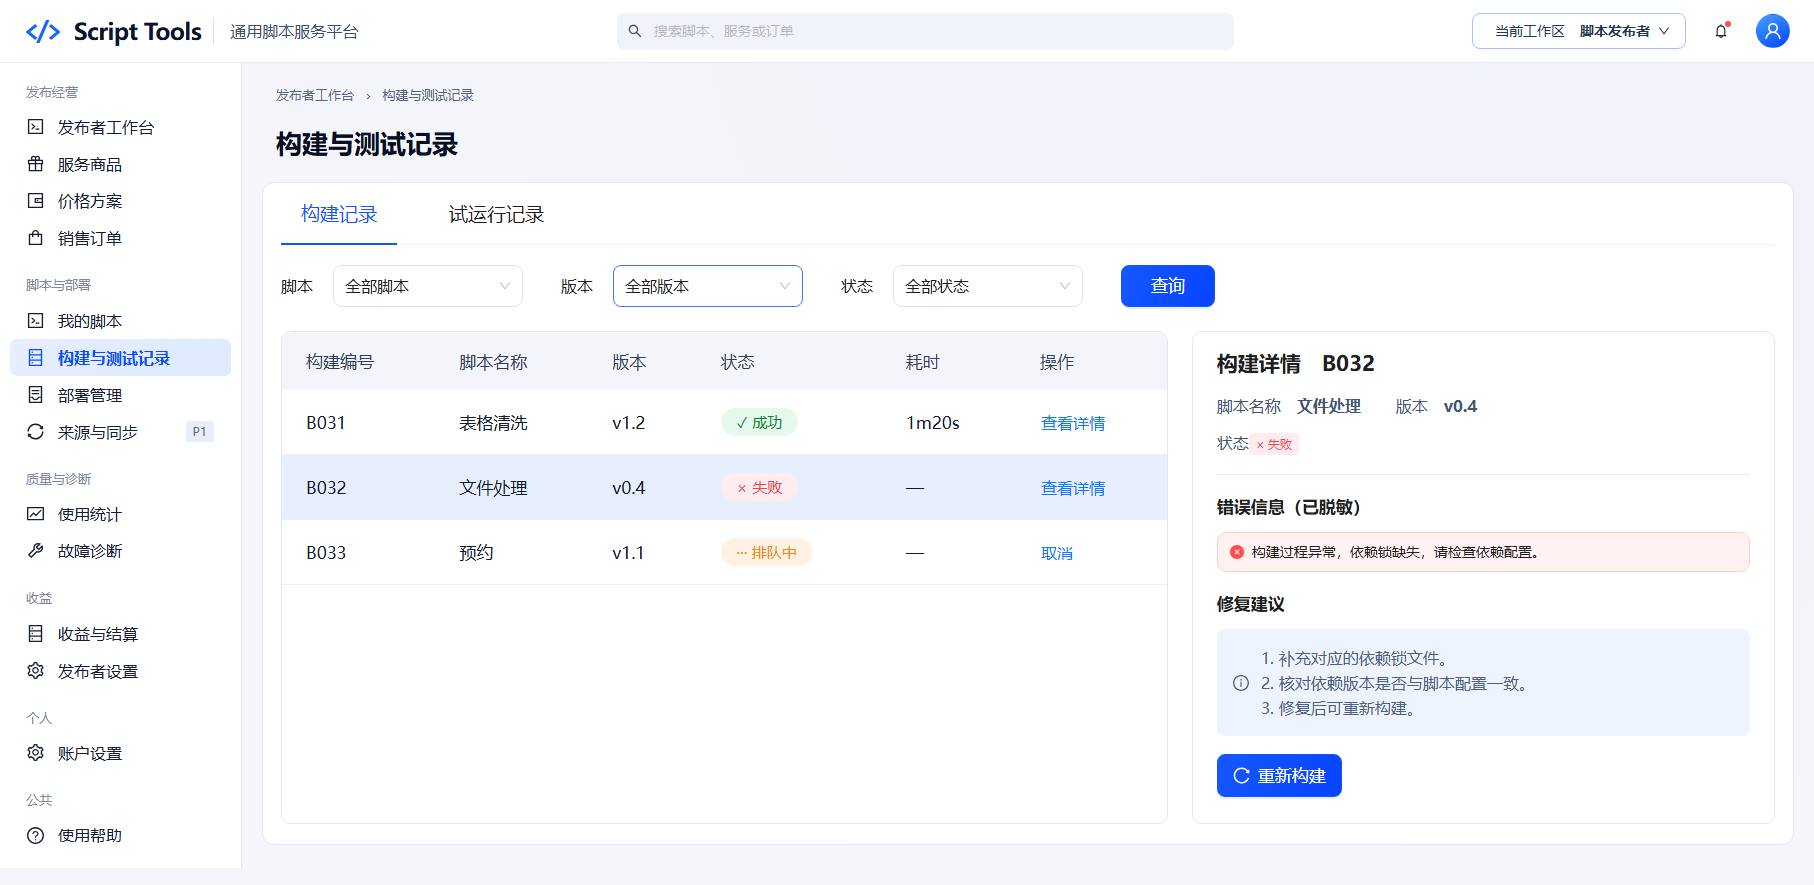 Script Tools 通用脚本服务平台 搜索脚本、服务或订单 当前工作区 脚本发布者
发布经营
发布者工作台
服务商品
价格方案
销售订单
脚本与部署
我的脚本
构建与测试记录
部署管理
来源与同步 P1
质量与诊断
使用统计
故障诊断
收益
收益与结算
发布者设置
个人
账户设置
公共
使用帮助
发布者工作台 › 构建与测试记录
构建与测试记录
构建记录 试运行记录
脚本 全部脚本 版本 全部版本 状态 全部状态 查询
构建编号 脚本名称 版本 状态 耗时 操作
B031 表格清洗 v1.2 ✓ 成功 1m20s 查看详情
B032 文件处理 v0.4 × 失败 — 查看详情
B033 预约 v1.1 ··· 排队中 — 取消
构建详情 B032
脚本名称 文件处理 版本 v0.4
状态 × 失败
错误信息（已脱敏）
构建过程异常，依赖锁缺失，请检查依赖配置。
修复建议
1. 补充对应的依赖锁文件。
2. 核对依赖版本是否与脚本配置一致。
3. 修复后可重新构建。
重新构建